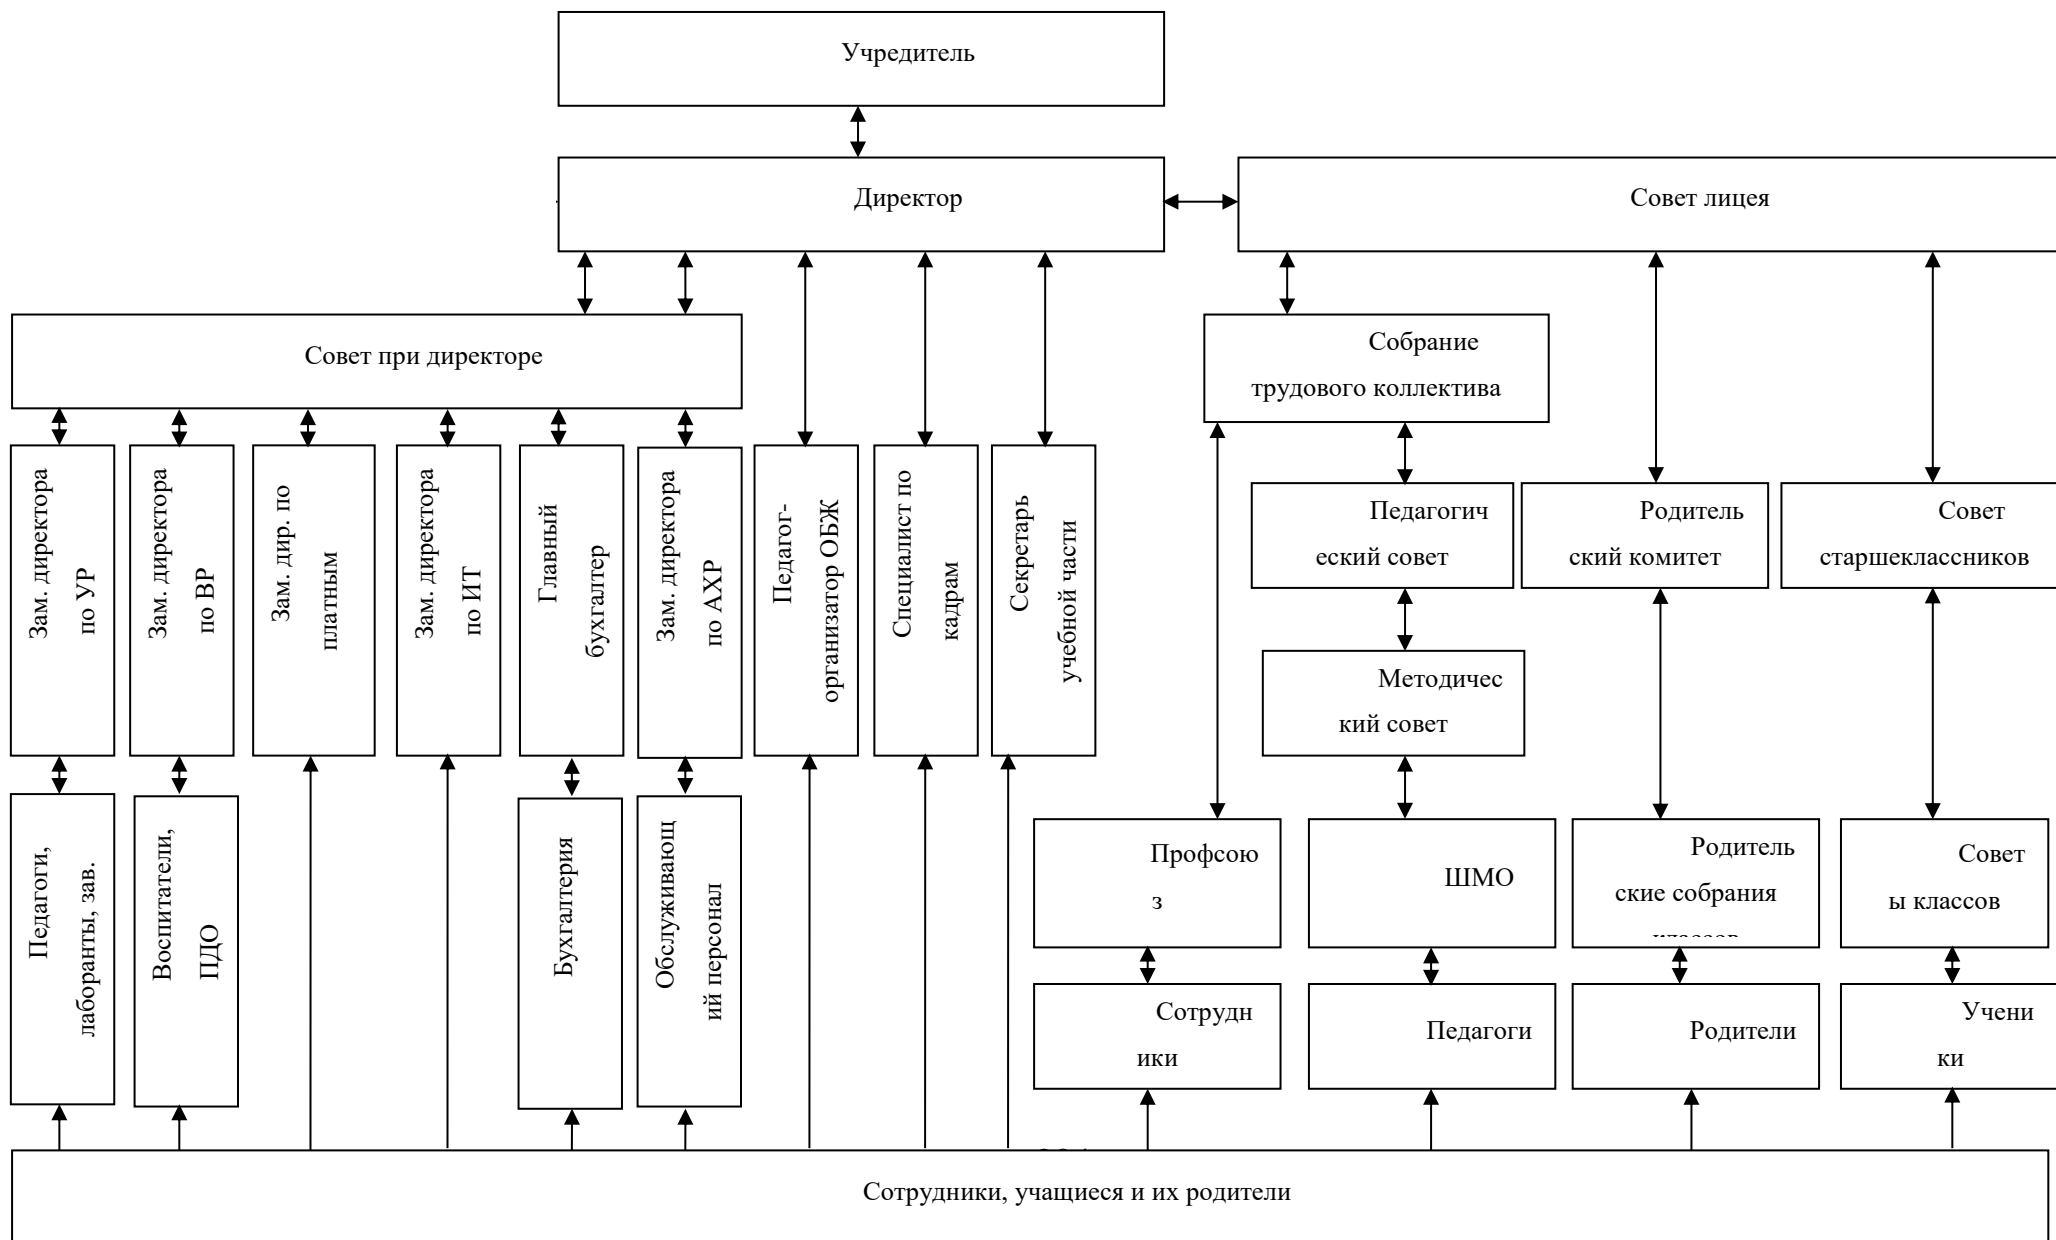 Учредитель
Директор
Совет лицея
Совет при директоре
Собрание
трудового коллектива
Зам. директора
по УР
Зам. директора
по ВР
Зам. дир. по
платным
Зам. директора
по ИТ
Главный
бухгалтер
Зам. директора
по АХР
Педагог-
организатор ОБЖ
Специалист по
кадрам
Секретарь
учебной части
Педагогич
еский совет
Родитель
ский комитет
Совет
старшеклассников
Методичес
кий совет
Педагоги,
лаборанты, зав.
Воспитатели,
ПДО
Бухгалтерия
Обслуживающ
ий персонал
Профсою
з
ШМО
Родитель
ские собрания
Совет
ы классов
Сотрудн
ики
Педагоги
Родители
Учени
ки
Сотрудники, учащиеся и их родители